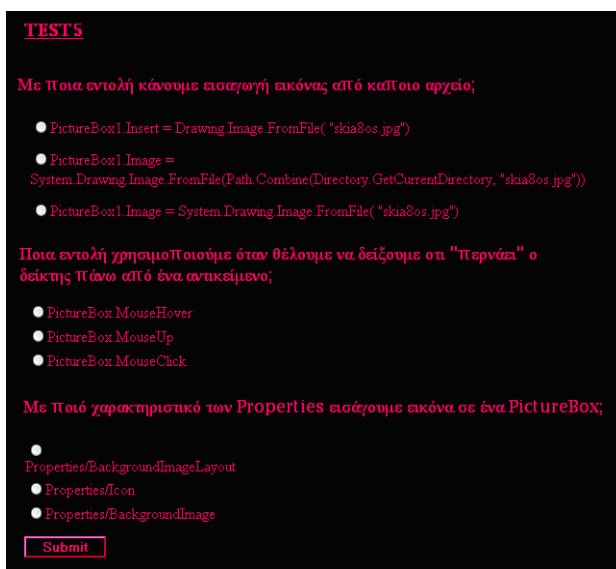 TEST5
Με ποια εντολή κάνουμε εισαγωγή εικόνας από καποιο αρχείο;
PictureBox1.Insert = Drawing.Image.FromFile( "skia8os.jpg")
PictureBox1.Image =
System.Drawing.Image.FromFile(Path.Combine(Directory.GetCurrentDirectory, "skia8os.jpg"))
PictureBox1.Image = System.Drawing.Image.FromFile( "skia8os.jpg")
Ποια εντολή χρησιμοποιούμε όταν θέλουμε να δείξουμε οτι "περνάει" ο
δείκτης πάνω από ένα αντικείμενο;
PictureBox.MouseHover
PictureBox.MouseUp
PictureBox.MouseClick
Με ποιό χαρακτηριστικό των Properties εισάγουμε εικόνα σε ένα PictureBox;
Properties/BackgroundImageLayout
Properties/Icon
Properties/BackgroundImage
Submit